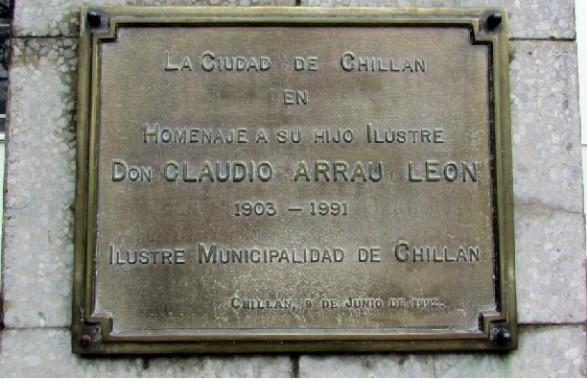 La Ciudad de Chillan
en
Homenaje a su hijo Ilustre
Don CLAUDIO ARRAU LEON
1903 - 1991
Ilustre Municipalidad de Chillan
Chillan, 9 de Junio de 1992.